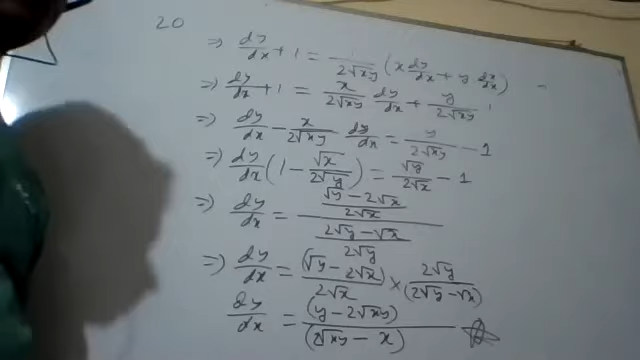 20
⇒ dy/dx + 1 = 1/2√xy (x dy/dx + y dx/dx)
⇒ dy/dx + 1 = x/2√xy dy/dx + y/2√xy
⇒ dy/dx - x/2√xy dy/dx = y/2√xy - 1
⇒ dy/dx (1 - √x/2√y) = √y/2√x - 1
⇒ dy/dx = ((√y - 2√x)/2√x)/((2√y - √x)/2√y)
⇒ dy/dx = (√y - 2√x)/2√x × 2√y/(2√y - √x)
dy/dx = (y - 2√xy)/(2√xy - x)